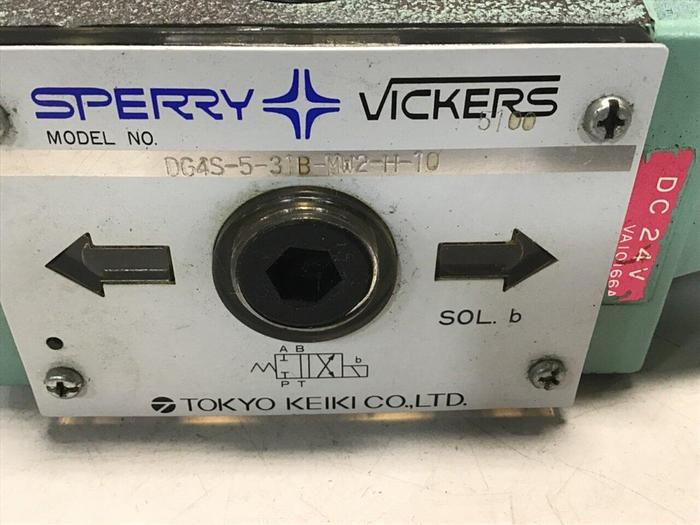 SPERRY VICKERS
5100
MODEL NO.
DG4S-5-31B-MW2-H-10
DC 24V
SOL. b
A B
b
P T
TOKYO KEIKI CO., LTD.